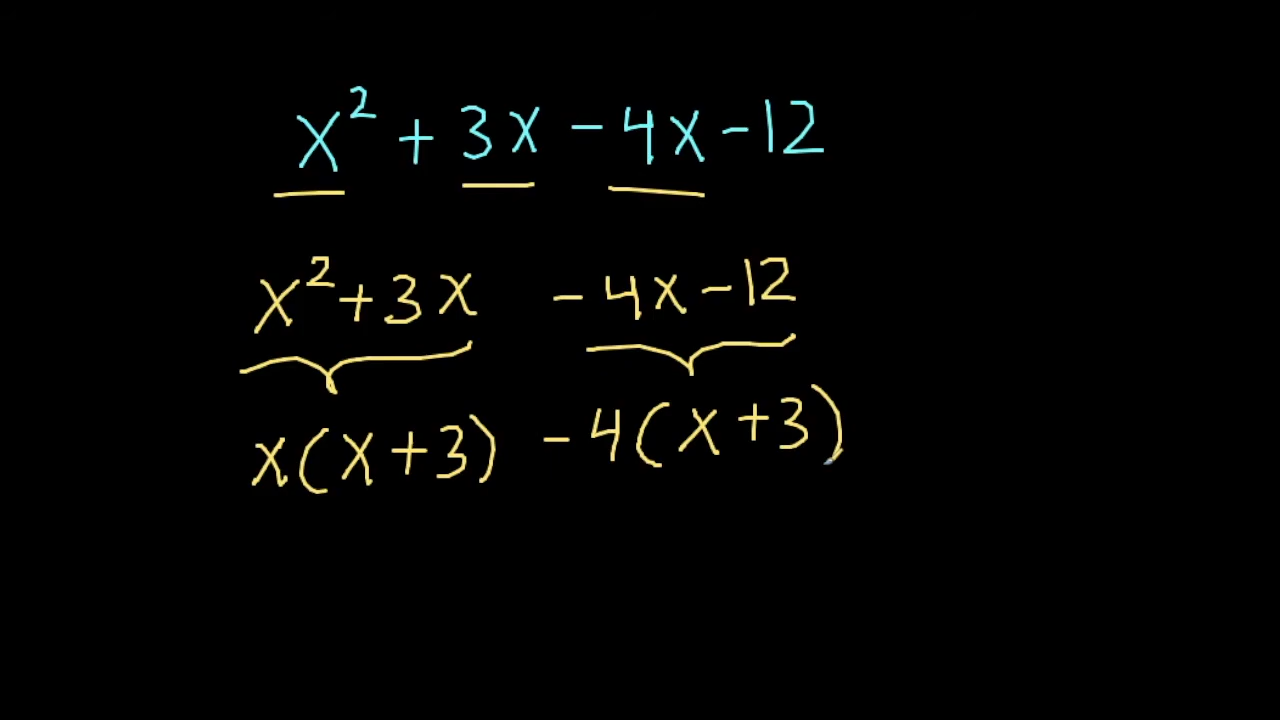 x² + 3x - 4x - 12
x² + 3x - 4x - 12
x(x + 3) - 4(x + 3)